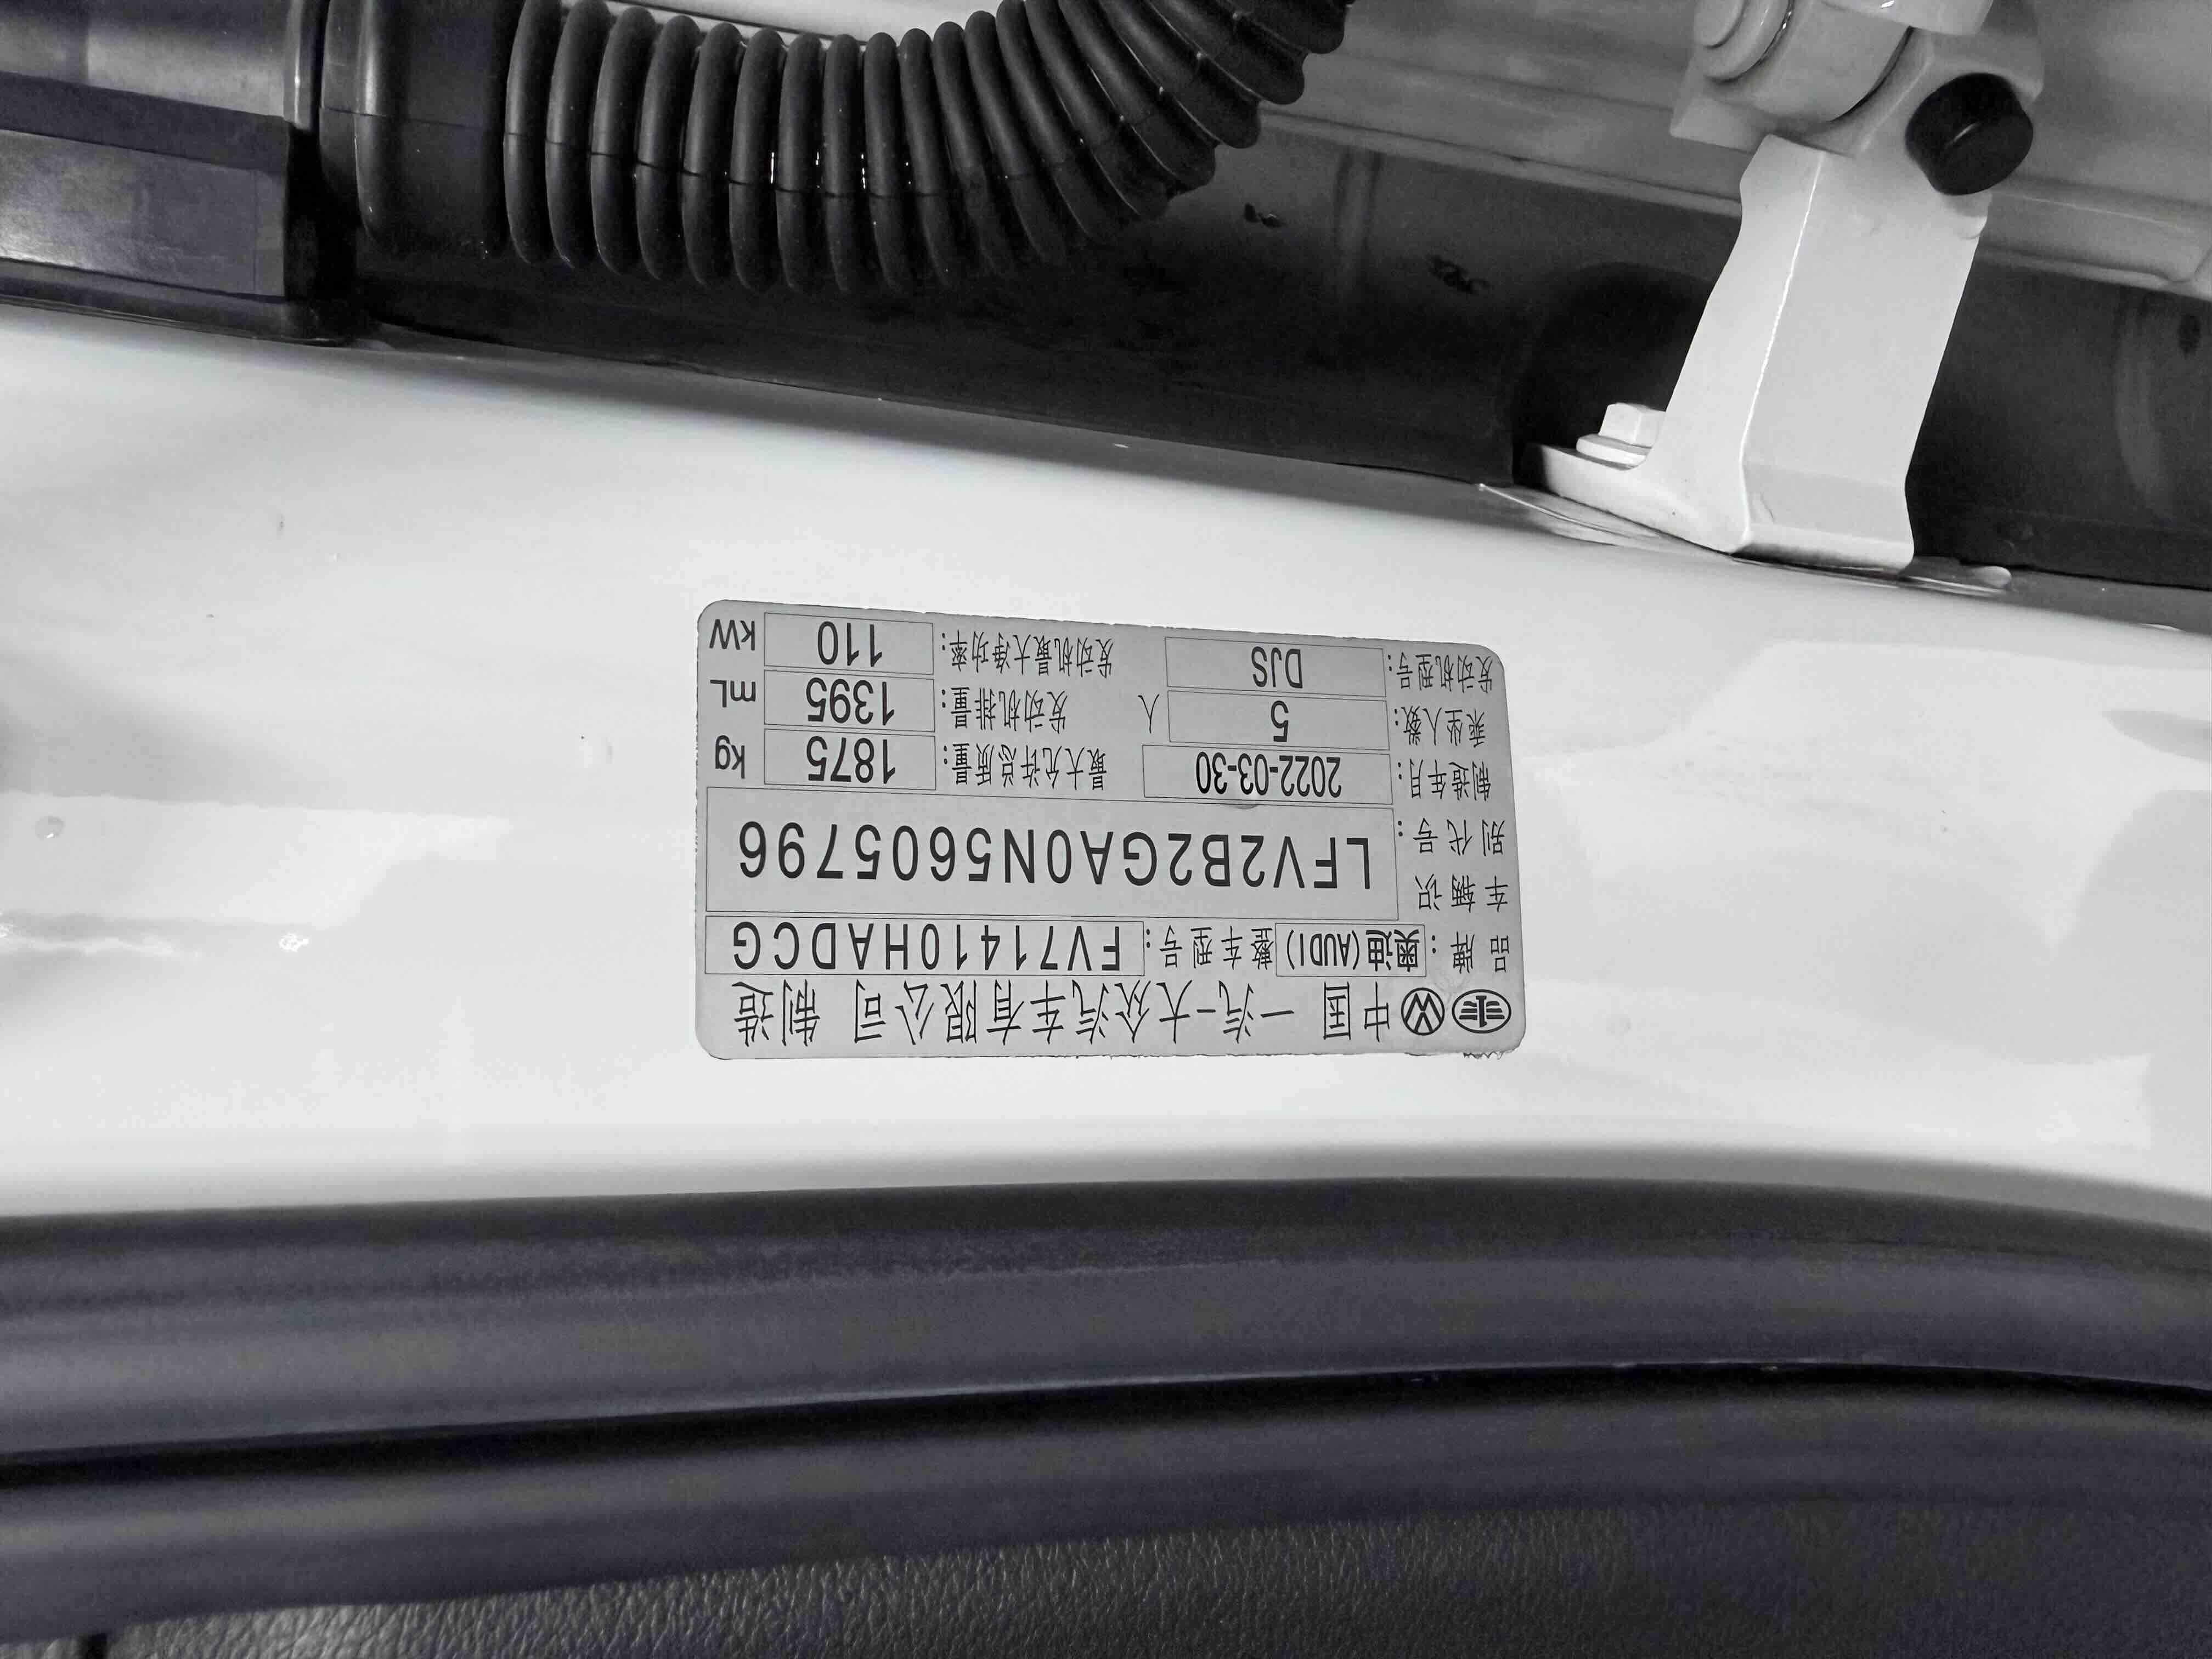 中国 一汽-大众汽车有限公司 制造
品牌：奥迪(AUDI) 整车型号：FV71410HADCG
车辆识别代号：LFV2B2GA0N5605796
制造年月：2022-03-30 最大允许总质量：1875 kg
乘坐人数：5 人 发动机排量：1395 mL
发动机型号：DJS 发动机最大净功率：110 kW